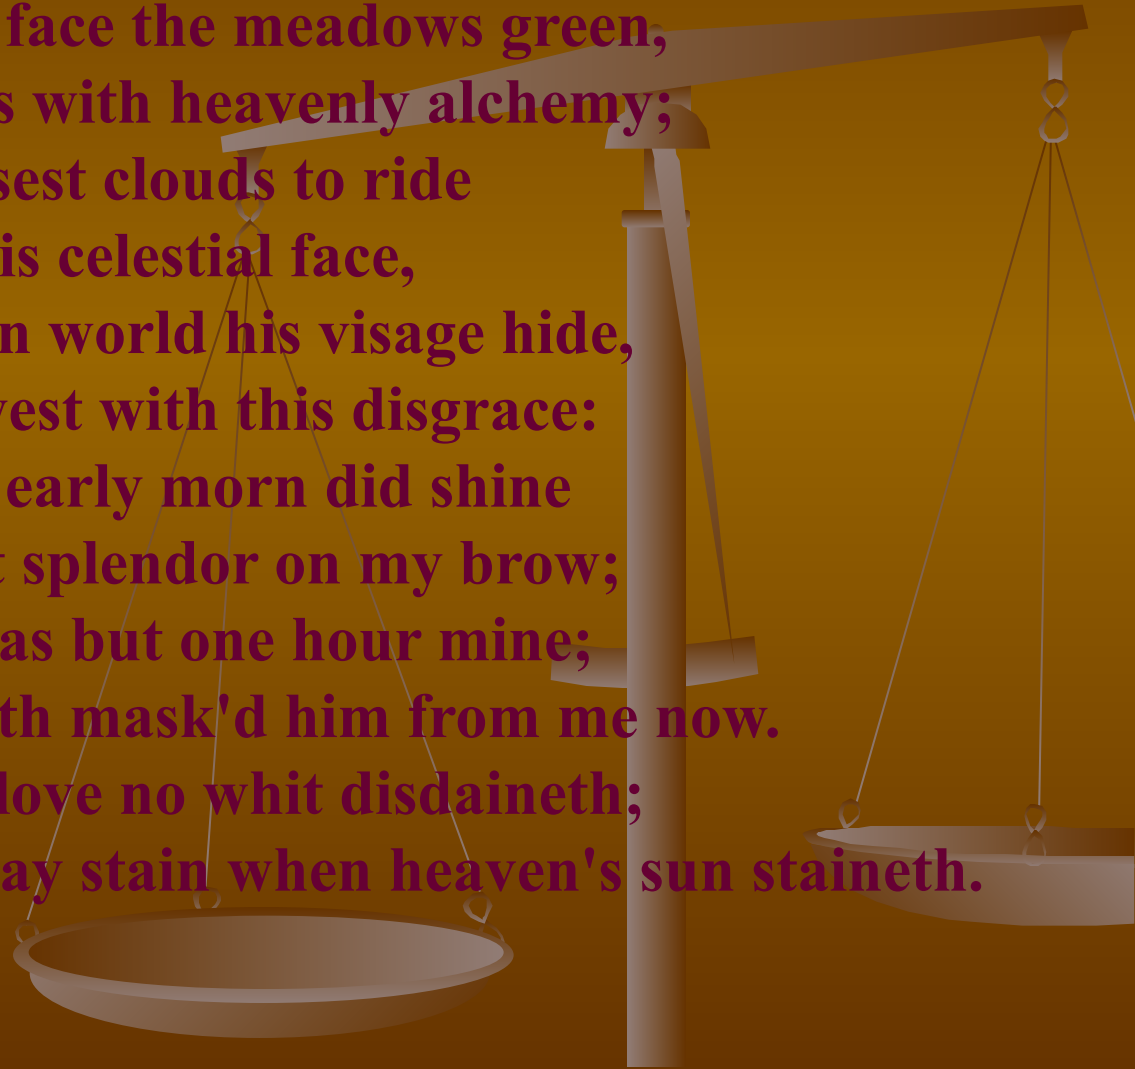 face the meadows green,
s with heavenly alchemy;
sest clouds to ride
is celestial face,
n world his visage hide,
vest with this disgrace:
early morn did shine
t splendor on my brow;
as but one hour mine;
th mask'd him from me now.
love no whit disdaineth;
ay stain when heaven's sun staineth.